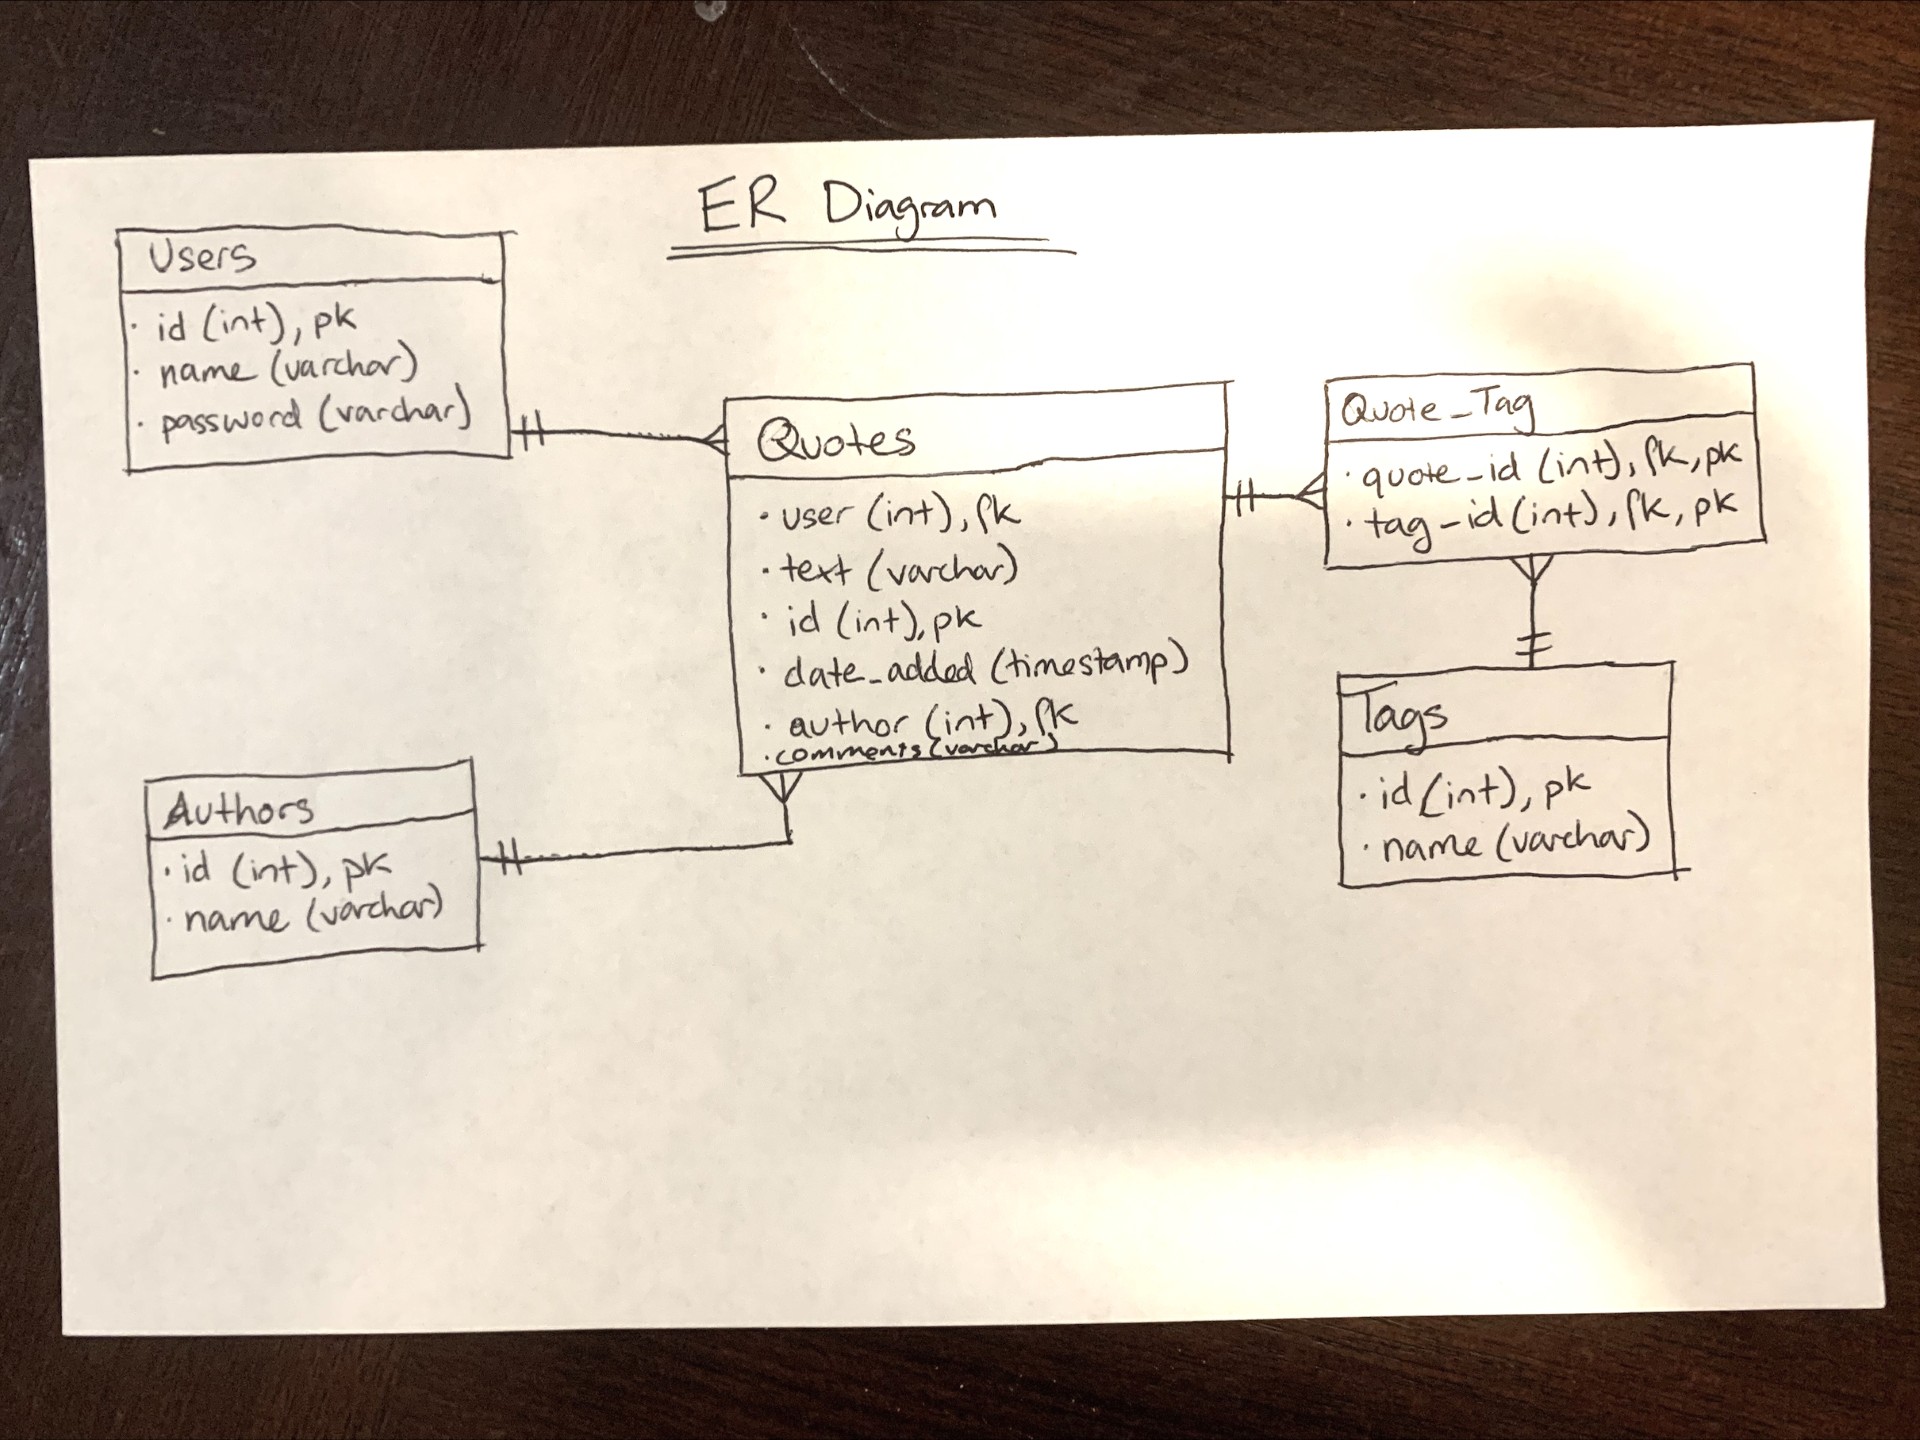 ER Diagram
Users
· id (int), pk
· name (varchar)
· password (varchar)
Quotes
· user (int), fk
· text (varchar)
· id (int), pk
· date_added (timestamp)
· author (int), fk
· comments (varchar)
Quote_Tag
· quote_id (int), fk, pk
· tag_id (int), fk, pk
Tags
· id (int), pk
· name (varchar)
Authors
· id (int), pk
· name (varchar)